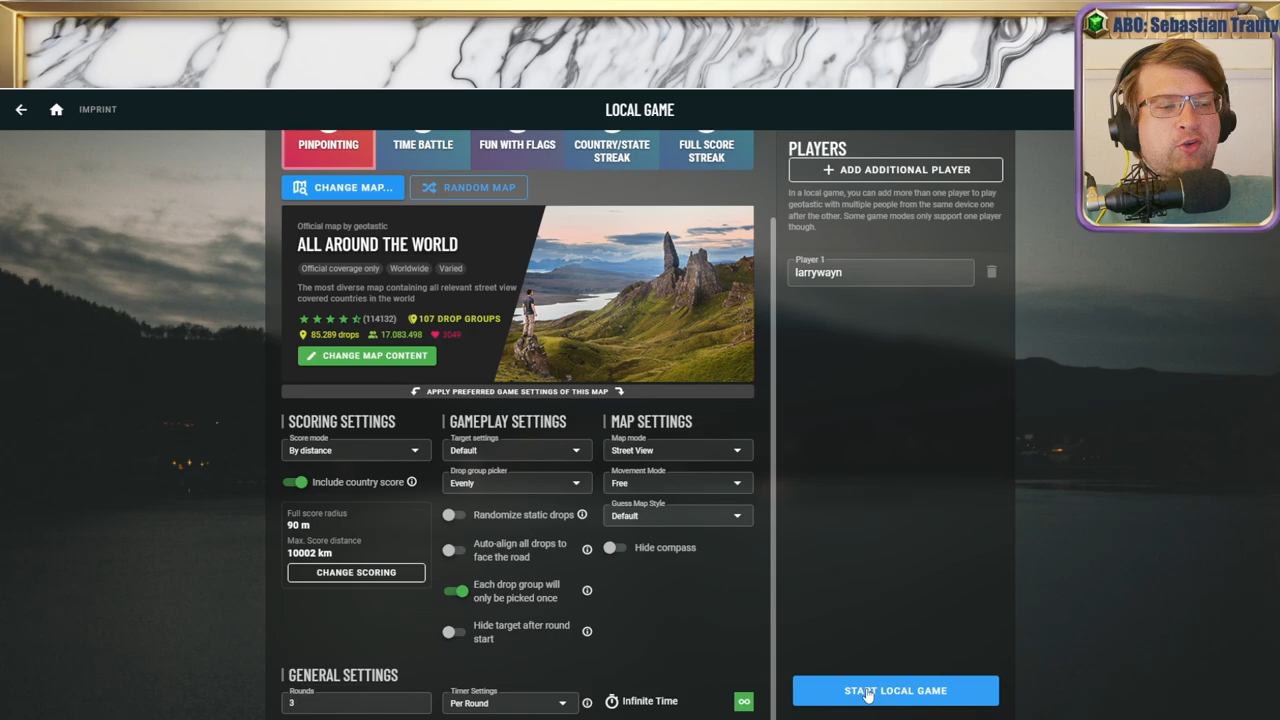 ABO: Sebastian Trautv
IMPRINT
LOCAL GAME
PINPOINTING
TIME BATTLE
FUN WITH FLAGS
COUNTRY/STATE
STREAK
FULL SCORE
STREAK
CHANGE MAP...
RANDOM MAP
Official map by geotastic
ALL AROUND THE WORLD
Official coverage only
Worldwide
Varied
The most diverse map containing all relevant street view
covered countries in the world
(114132)
107 DROP GROUPS
85.289 drops
17.083.498
3049
CHANGE MAP CONTENT
APPLY PREFERRED GAME SETTINGS OF THIS MAP
SCORING SETTINGS
Score mode
By distance
Include country score
Full score radius
90 m
Max. Score distance
10002 km
CHANGE SCORING
GAMEPLAY SETTINGS
Target settings
Default
Drop group picker
Evenly
Randomize static drops
Auto-align all drops to
face the road
Each drop group will
only be picked once
Hide target after round
start
MAP SETTINGS
Map mode
Street View
Movement Mode
Free
Guess Map Style
Default
Hide compass
GENERAL SETTINGS
Rounds
3
Timer Settings
Per Round
Infinite Time
PLAYERS
ADD ADDITIONAL PLAYER
In a local game, you can add more than one player to play
geotastic with multiple people from the same device one
after the other. Some game modes only support one player
though.
Player 1
larrywayn
START LOCAL GAME